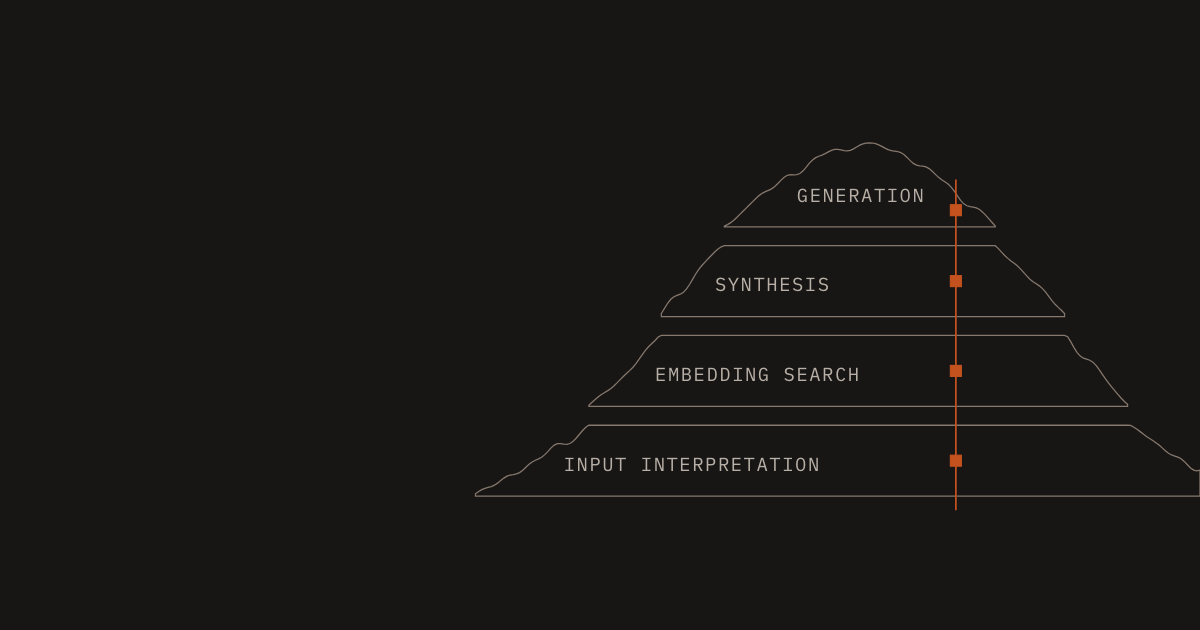 GENERATION
SYNTHESIS
EMBEDDING SEARCH
INPUT INTERPRETATION